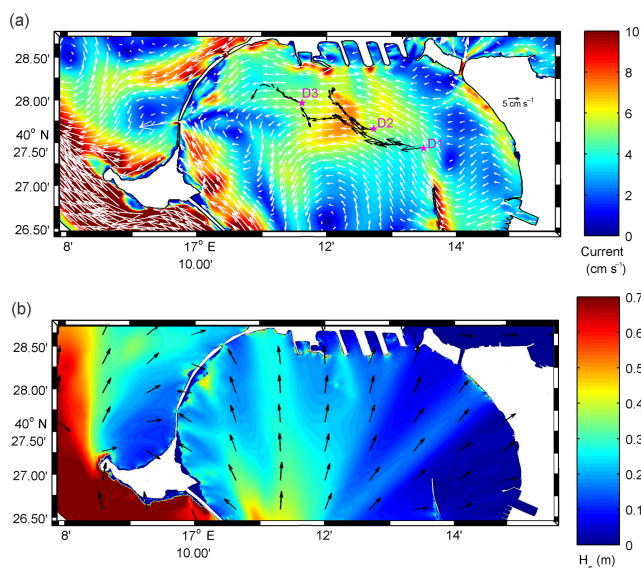 (a)
28.50'
28.00'
40° N
27.50'
27.00'
26.50'
8'
17° E
10.00'
12'
14'
D3
D2
D1
5 cm s⁻¹
10
8
6
4
2
0
Current
(cm s⁻¹)
(b)
28.50'
28.00'
40° N
27.50'
27.00'
26.50'
8'
17° E
10.00'
12'
14'
0.7
0.6
0.5
0.4
0.3
0.2
0.1
0
Hs (m)